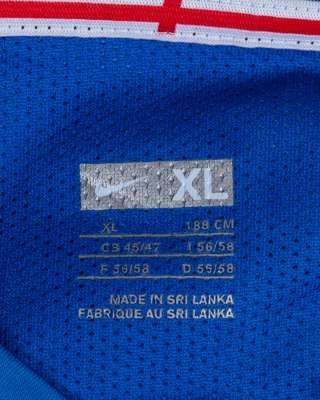 XL
XL 188 CM
GB 45/47 I 56/58
F 56/58 D 56/58
MADE IN SRI LANKA
FABRIQUE AU SRI LANKA